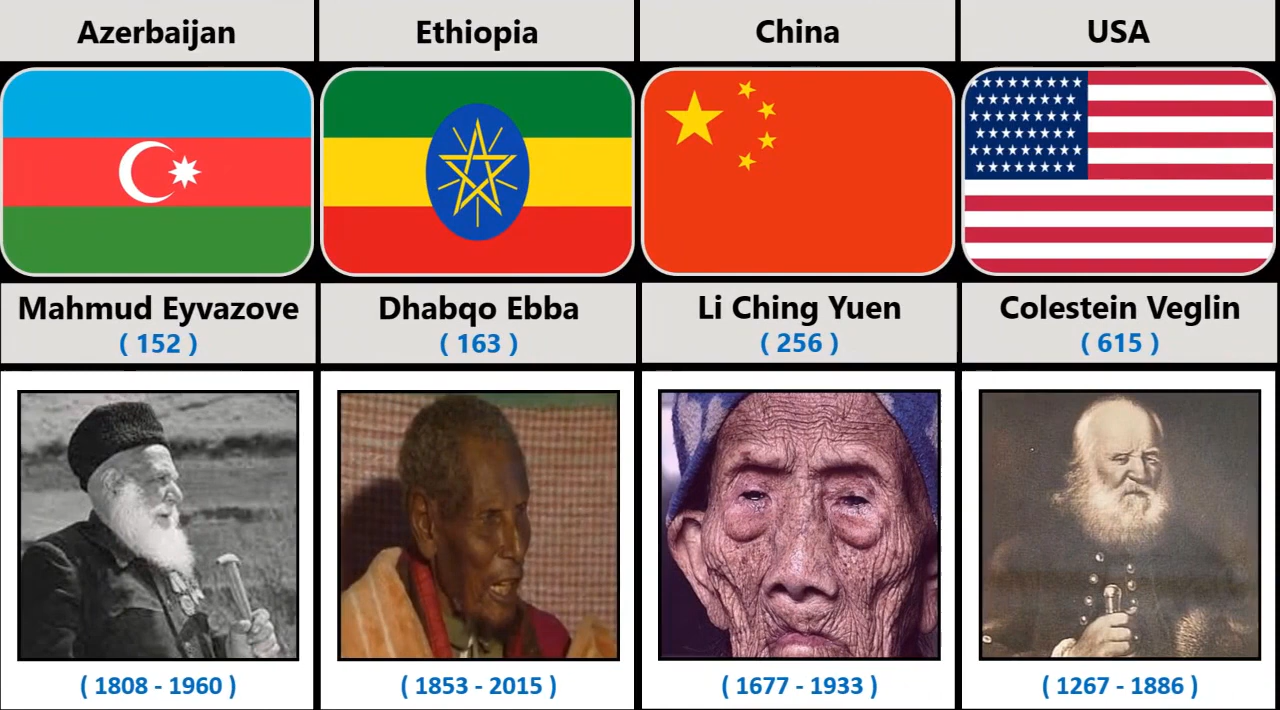 Azerbaijan
Ethiopia
China
USA
Mahmud Eyvazove
( 152 )
Dhabqo Ebba
( 163 )
Li Ching Yuen
( 256 )
Colestein Veglin
( 615 )
( 1808 - 1960 )
( 1853 - 2015 )
( 1677 - 1933 )
( 1267 - 1886 )